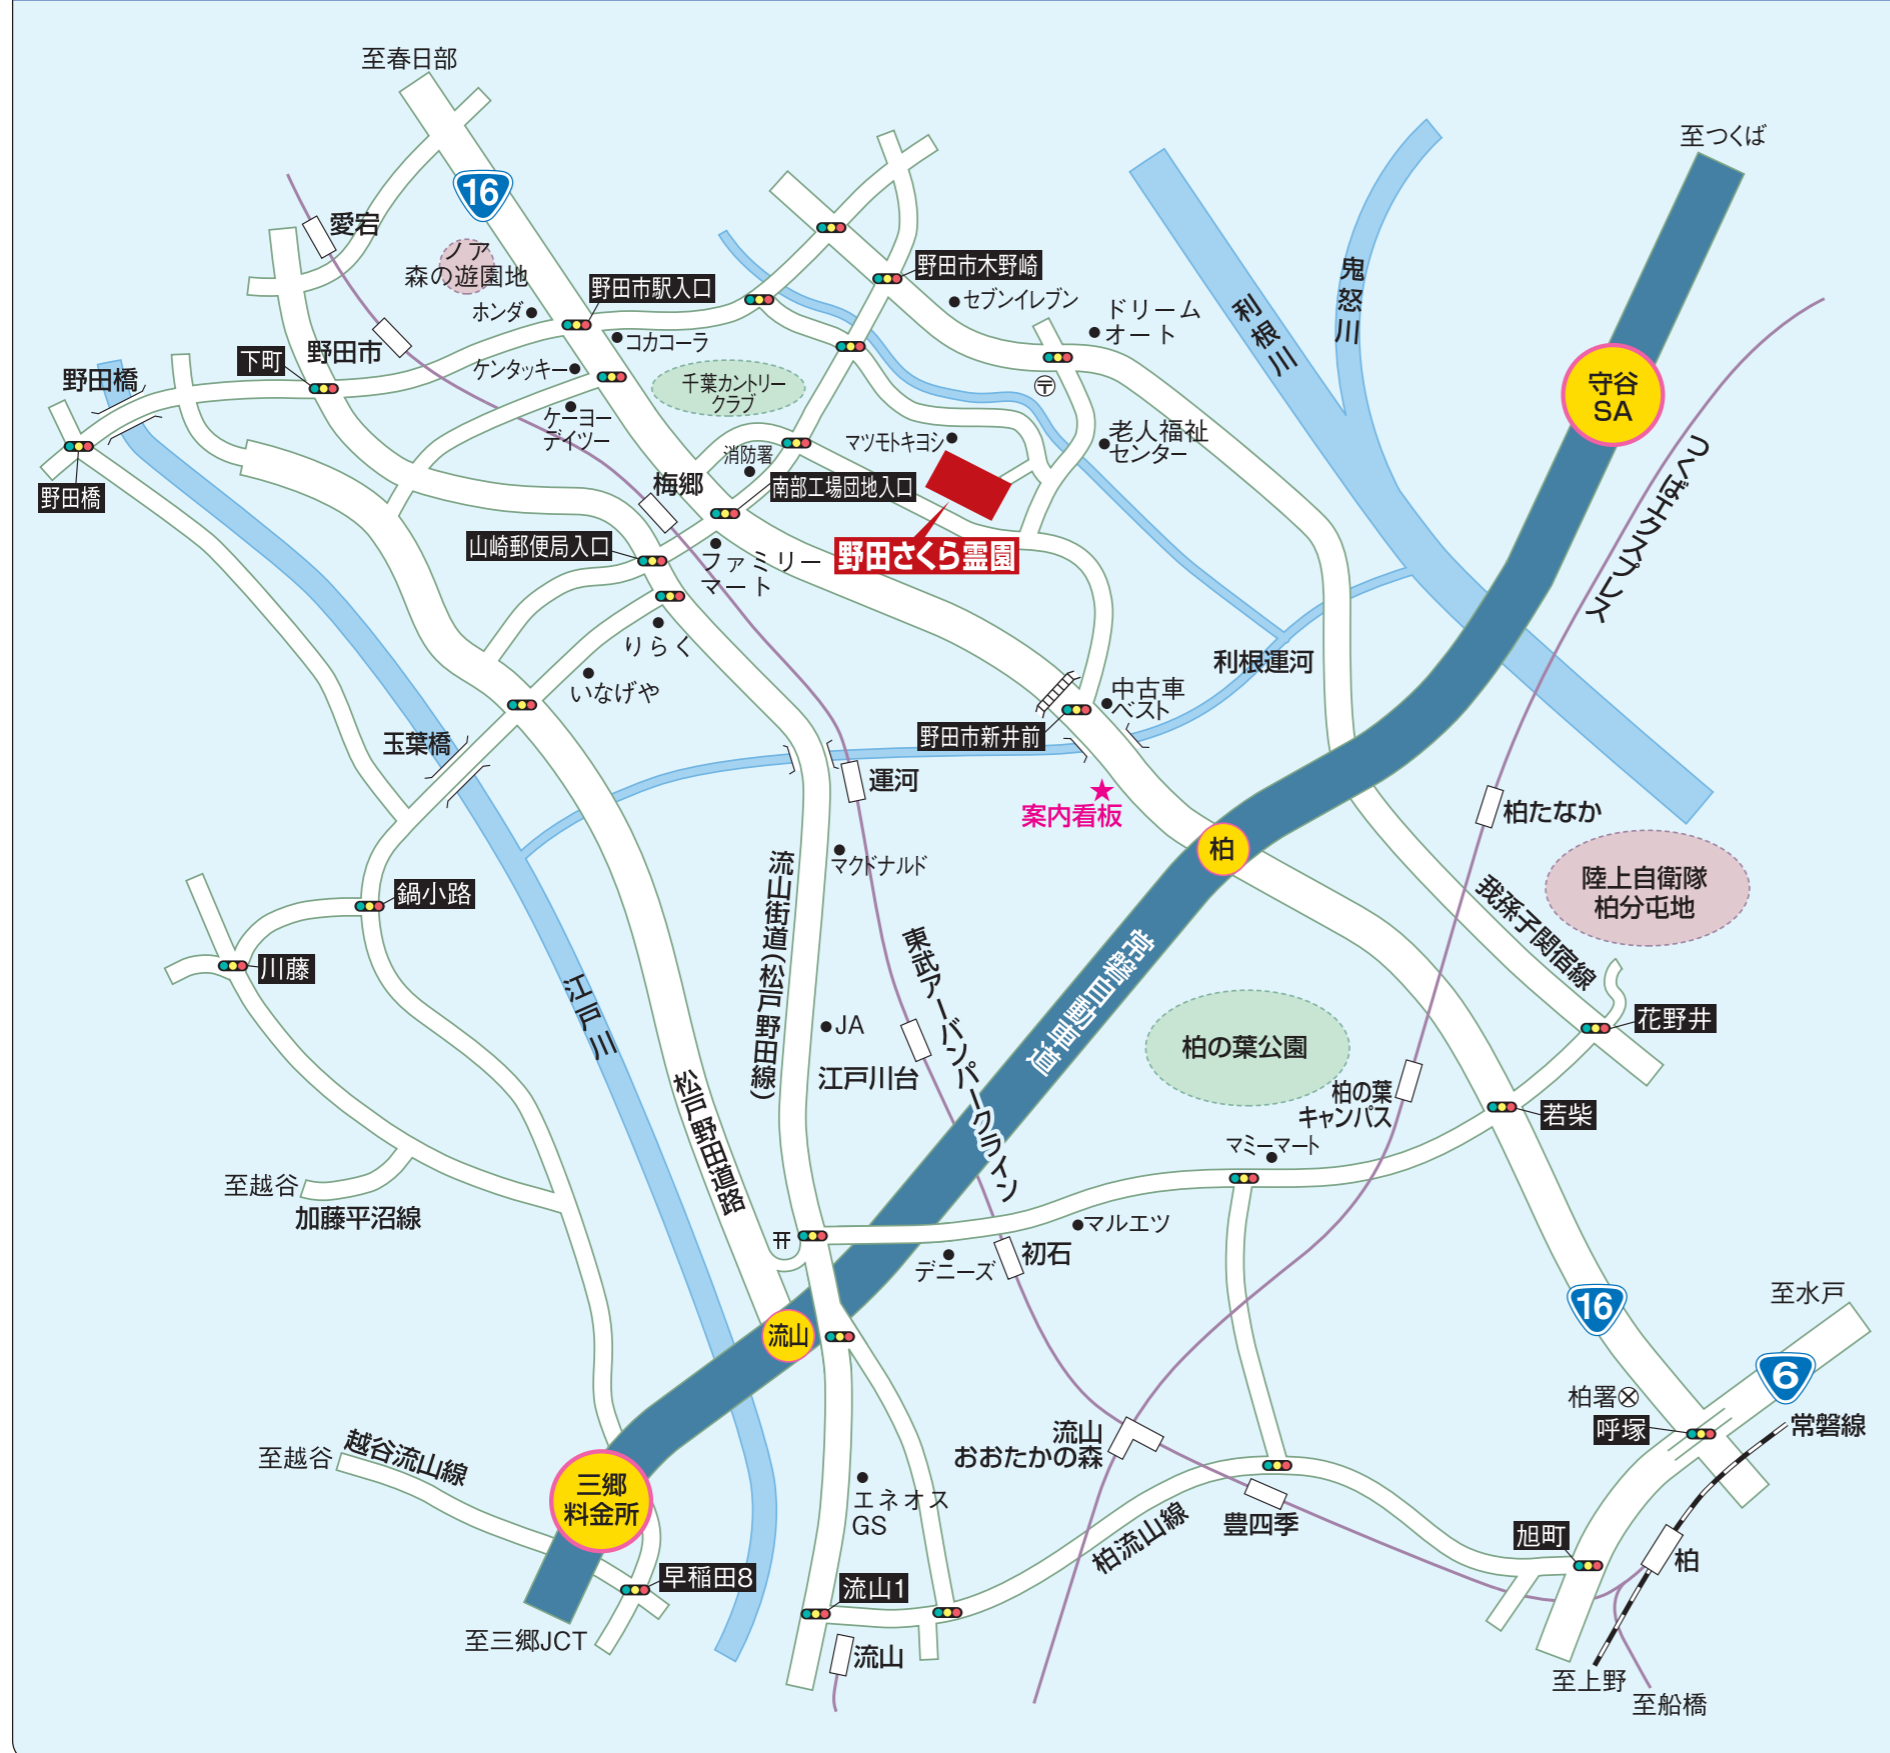 至春日部
至つくば
16
愛宕
ノア
森の遊園地
ホンダ
野田市駅入口
野田市木野崎
セブンイレブン
ドリーム
オート
利根川
鬼怒川
コカコーラ
下町
野田市
ケンタッキー
千葉カントリー
クラブ
守谷
SA
野田橋
ケーヨー
デイツー
〒
老人福祉
センター
マツモトキヨシ
消防署
梅郷
野田橋
南部工場団地入口
つくばエクスプレス
山崎郵便局入口
ファミリー
マート
野田さくら霊園
りらく
いなげや
利根運河
中古車
ベスト
野田市新井前
玉葉橋
運河
★
案内看板
柏たなか
柏
マクドナルド
流山街道(松戸野田線)
陸上自衛隊
柏分屯地
鍋小路
我孫子関宿線
東武アーバンパークライン
常磐自動車道
川藤
江戸川
花野井
JA
柏の葉公園
江戸川台
松戸野田道路
柏の葉
キャンパス
若柴
マミーマート
至越谷
加藤平沼線
マルエツ
初石
デニーズ
16
至水戸
流山
6
柏署
呼塚
常磐線
流山
おおたかの森
越谷流山線
至越谷
三郷
料金所
エネオス
GS
柏流山線
豊四季
旭町
柏
早稲田8
流山1
至三郷JCT
流山
至上野
至船橋